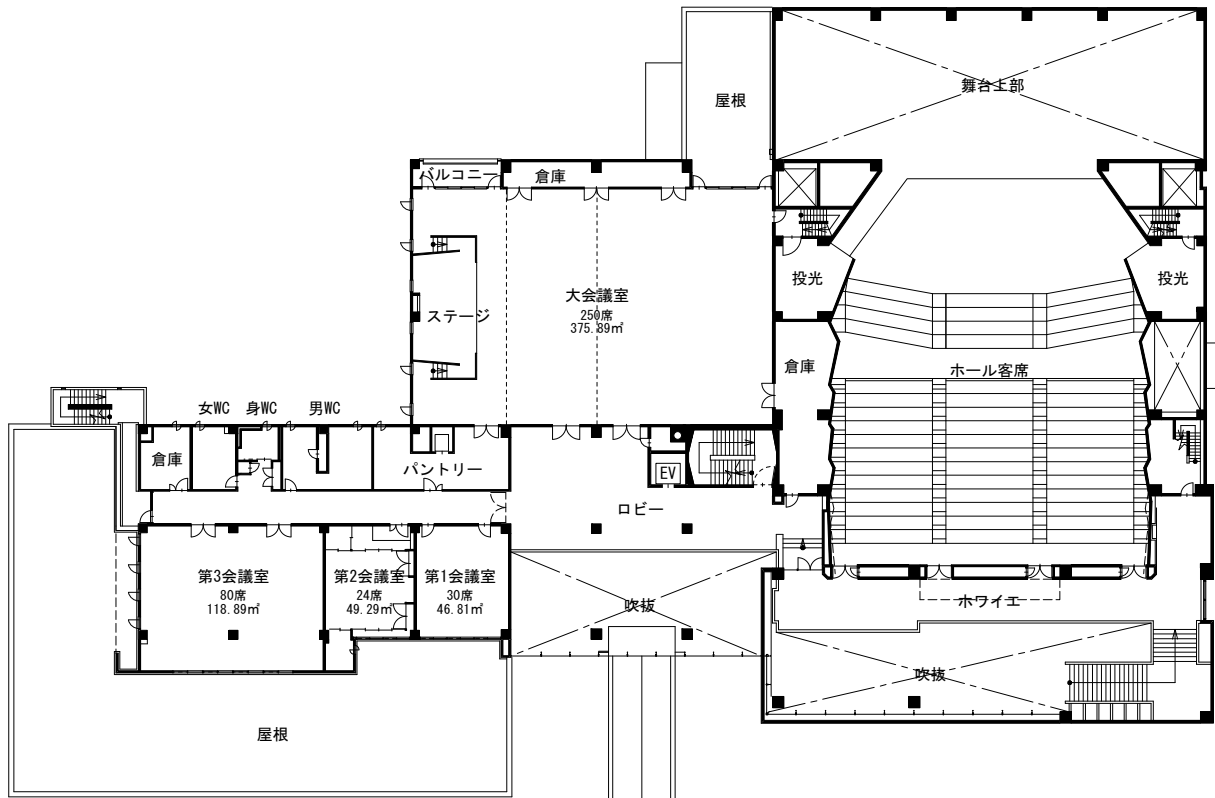 舞台上部
屋根
バルコニー
倉庫
投光
投光
大会議室
250席
375.89㎡
ステージ
倉庫
ホール客席
女WC
身WC
男WC
倉庫
パントリー
EV
ロビー
第3会議室
80席
118.89㎡
第2会議室
24席
49.29㎡
第1会議室
30席
46.81㎡
吹抜
ホワイエ
吹抜
屋根